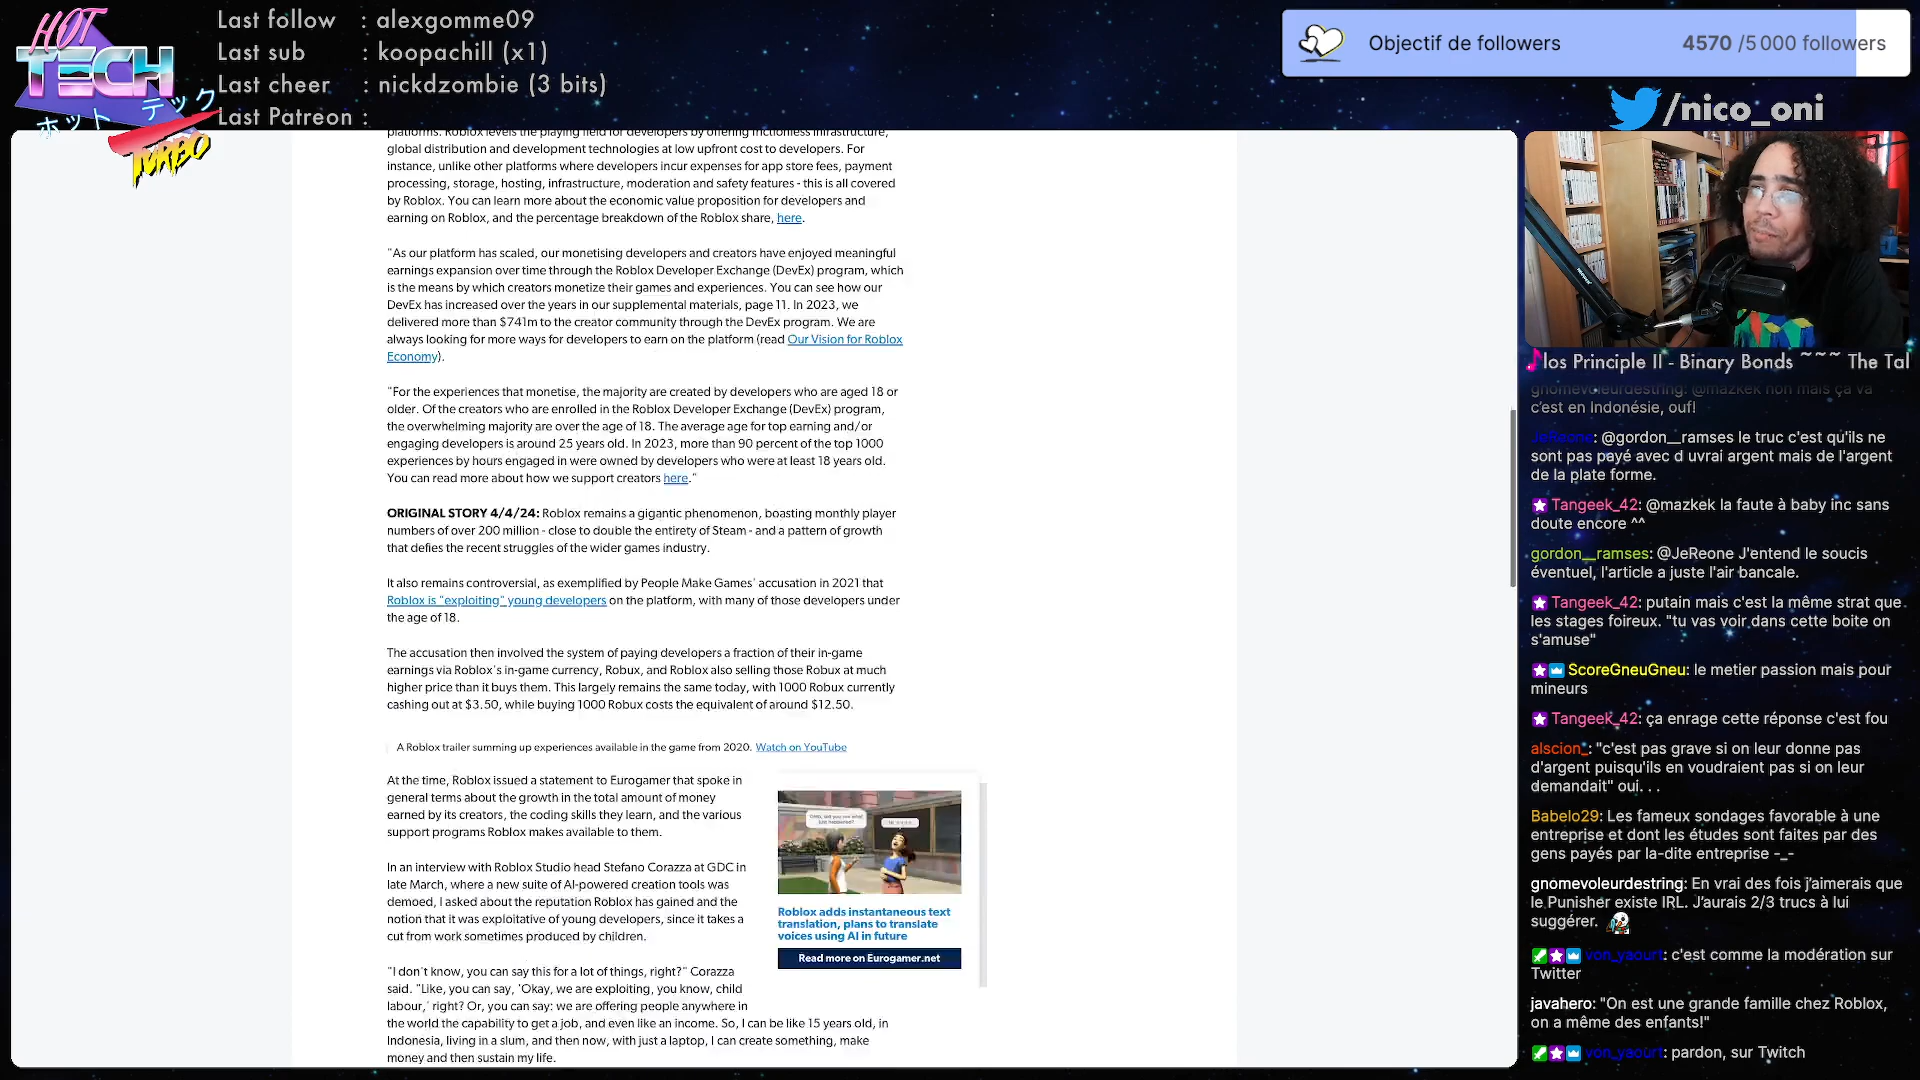 HOT
TECH
ホット テック
TURBO
Last follow : alexgomme09
Last sub : koopachill (x1)
Last cheer : nickdzombie (3 bits)
Last Patreon :
Objectif de followers 4570 /5 000 followers
/nico_oni
platforms. Roblox levels the playing field for developers by offering frictionless infrastructure,
global distribution and development technologies at low upfront cost to developers. For
instance, unlike other platforms where developers incur expenses for app store fees, payment
processing, storage, hosting, infrastructure, moderation and safety features - this is all covered
by Roblox. You can learn more about the economic value proposition for developers and
earning on Roblox, and the percentage breakdown of the Roblox share, here.
"As our platform has scaled, our monetising developers and creators have enjoyed meaningful
earnings expansion over time through the Roblox Developer Exchange (DevEx) program, which
is the means by which creators monetize their games and experiences. You can see how our
DevEx has increased over the years in our supplemental materials, page 11. In 2023, we
delivered more than $741m to the creator community through the DevEx program. We are
always looking for more ways for developers to earn on the platform (read Our Vision for Roblox
Economy).
"For the experiences that monetise, the majority are created by developers who are aged 18 or
older. Of the creators who are enrolled in the Roblox Developer Exchange (DevEx) program,
the overwhelming majority are over the age of 18. The average age for top earning and/or
engaging developers is around 25 years old. In 2023, more than 90 percent of the top 1000
experiences by hours engaged in were owned by developers who were at least 18 years old.
You can read more about how we support creators here."
ORIGINAL STORY 4/4/24: Roblox remains a gigantic phenomenon, boasting monthly player
numbers of over 200 million - close to double the entirety of Steam - and a pattern of growth
that defies the recent struggles of the wider games industry.
It also remains controversial, as exemplified by People Make Games' accusation in 2021 that
Roblox is "exploiting" young developers on the platform, with many of those developers under
the age of 18.
The accusation then involved the system of paying developers a fraction of their in-game
earnings via Roblox's in-game currency, Robux, and Roblox also selling those Robux at much
higher price than it buys them. This largely remains the same today, with 1000 Robux currently
cashing out at $3.50, while buying 1000 Robux costs the equivalent of around $12.50.
A Roblox trailer summing up experiences available in the game from 2020. Watch on YouTube
At the time, Roblox issued a statement to Eurogamer that spoke in
general terms about the growth in the total amount of money
earned by its creators, the coding skills they learn, and the various
support programs Roblox makes available to them.
In an interview with Roblox Studio head Stefano Corazza at GDC in
late March, where a new suite of AI-powered creation tools was
demoed, I asked about the reputation Roblox has gained and the
notion that it was exploitative of young developers, since it takes a
cut from work sometimes produced by children.
"I don't know, you can say this for a lot of things, right?" Corazza
said. "Like, you can say, 'Okay, we are exploiting, you know, child
labour,' right? Or, you can say: we are offering people anywhere in
the world the capability to get a job, and even like an income. So, I can be like 15 years old, in
Indonesia, living in a slum, and then now, with just a laptop, I can create something, make
money and then sustain my life.
Roblox adds instantaneous text
translation, plans to translate
voices using AI in future
Read more on Eurogamer.net
los Principle II - Binary Bonds ~~~ The Tal
gnomevoleurdestring: @mazkek non mais ça va
c'est en Indonésie, ouf!
JeReone: @gordon__ramses le truc c'est qu'ils ne
sont pas payé avec d uvrai argent mais de l'argent
de la plate forme.
Tangeek_42: @mazkek la faute à baby inc sans
doute encore ^^
gordon__ramses: @JeReone J'entend le soucis
éventuel, l'article a juste l'air bancale.
Tangeek_42: putain mais c'est la même strat que
les stages foireux. "tu vas voir dans cette boite on
s'amuse"
ScoreGneuGneu: le metier passion mais pour
mineurs
Tangeek_42: ça enrage cette réponse c'est fou
alscion_: "c'est pas grave si on leur donne pas
d'argent puisqu'ils en voudraient pas si on leur
demandait" oui. . .
Babelo29: Les fameux sondages favorable à une
entreprise et dont les études sont faites par des
gens payés par la-dite entreprise -_-
gnomevoleurdestring: En vrai des fois j'aimerais que
le Punisher existe IRL. J'aurais 2/3 trucs à lui
suggérer.
von_yaourt: c'est comme la modération sur
Twitter
javahero: "On est une grande famille chez Roblox,
on a même des enfants!"
von_yaourt: pardon, sur Twitch